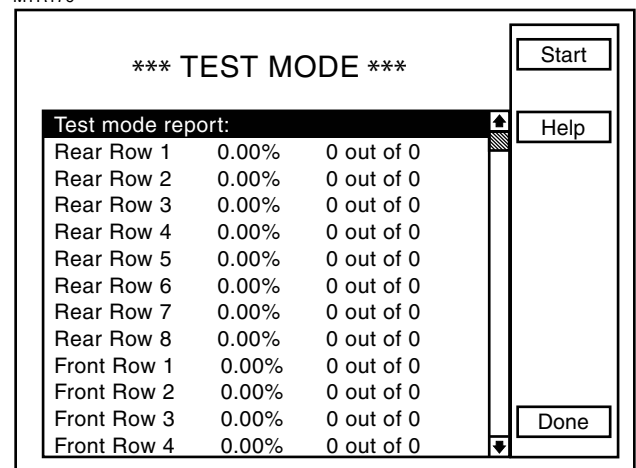 *** TEST MODE ***
Start
Help
Test mode report:
Rear Row 1 0.00% 0 out of 0
Rear Row 2 0.00% 0 out of 0
Rear Row 3 0.00% 0 out of 0
Rear Row 4 0.00% 0 out of 0
Rear Row 5 0.00% 0 out of 0
Rear Row 6 0.00% 0 out of 0
Rear Row 7 0.00% 0 out of 0
Rear Row 8 0.00% 0 out of 0
Front Row 1 0.00% 0 out of 0
Front Row 2 0.00% 0 out of 0
Front Row 3 0.00% 0 out of 0
Front Row 4 0.00% 0 out of 0
Done